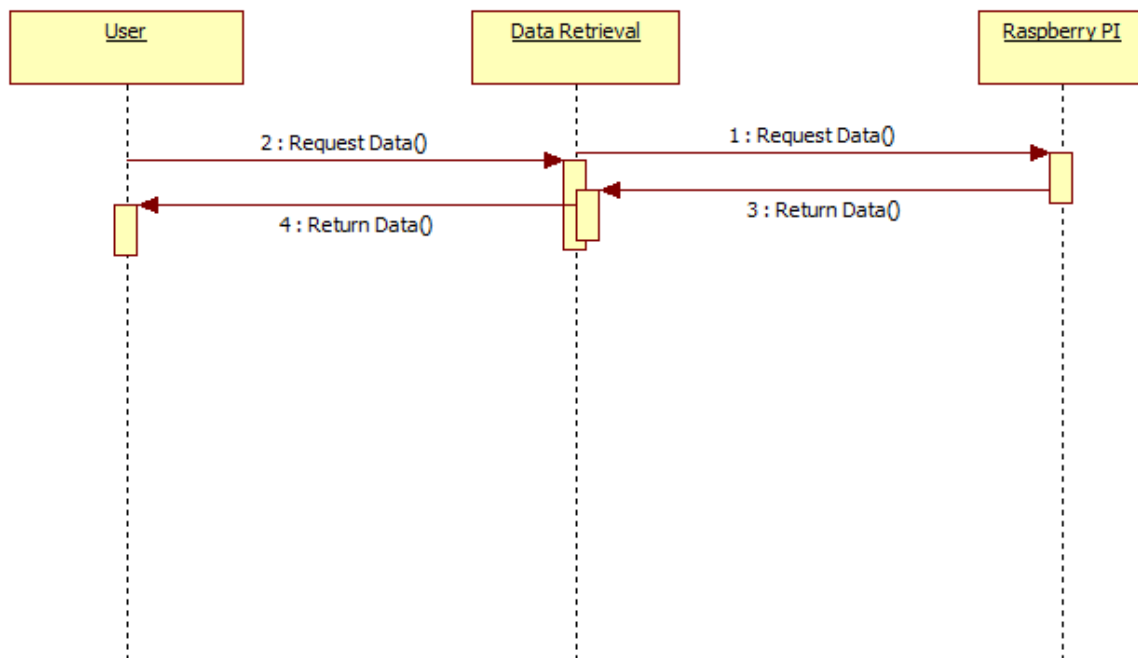 User
Data Retrieval
Raspberry PI
2 : Request Data()
1 : Request Data()
4 : Return Data()
3 : Return Data()